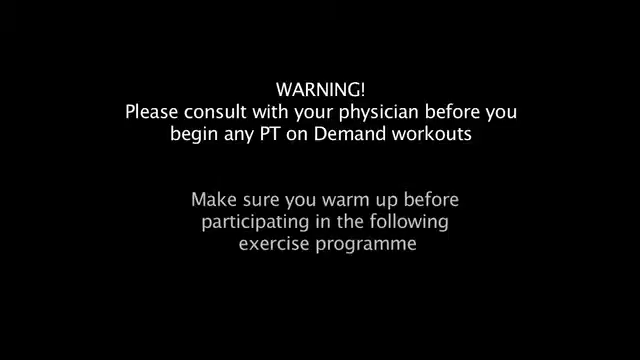 WARNING!
Please consult with your physician before you
begin any PT on Demand workouts
Make sure you warm up before
participating in the following
exercise programme